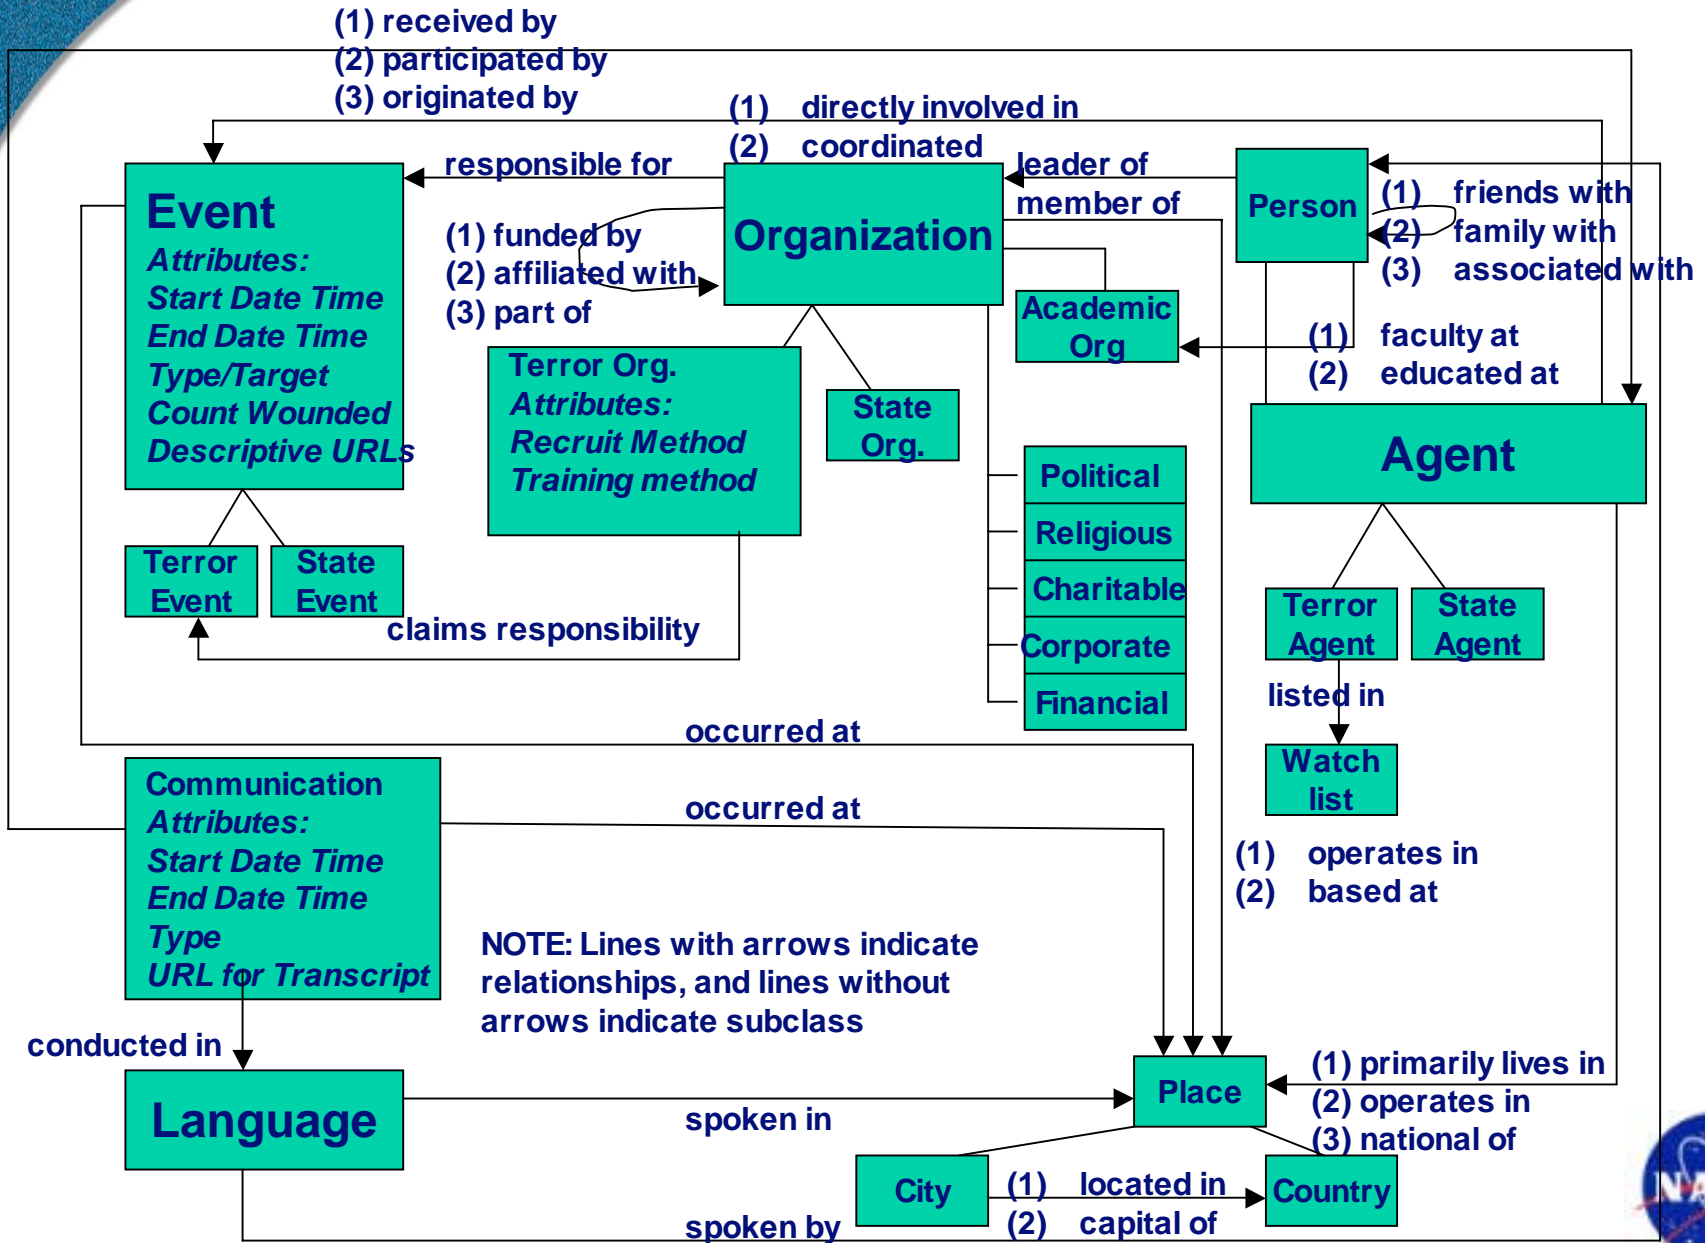 (1) received by
(2) participated by
(3) originated by
(1) directly involved in
(2) coordinated
responsible for
leader of
member of
Event
Attributes:
Start Date Time
End Date Time
Type/Target
Count Wounded
Descriptive URLs
(1) funded by
(2) affiliated with
(3) part of
Organization
Person
(1) friends with
(2) family with
(3) associated with
Academic
Org
(1) faculty at
(2) educated at
Terror Org.
Attributes:
Recruit Method
Training method
State
Org.
Agent
Political
Religious
Charitable
Corporate
Financial
Terror
Event
State
Event
claims responsibility
Terror
Agent
State
Agent
listed in
Watch
list
occurred at
occurred at
Communication
Attributes:
Start Date Time
End Date Time
Type
URL for Transcript
(1) operates in
(2) based at
NOTE: Lines with arrows indicate
relationships, and lines without
arrows indicate subclass
conducted in
Language
spoken in
Place
(1) primarily lives in
(2) operates in
(3) national of
City
(1) located in
(2) capital of
Country
spoken by